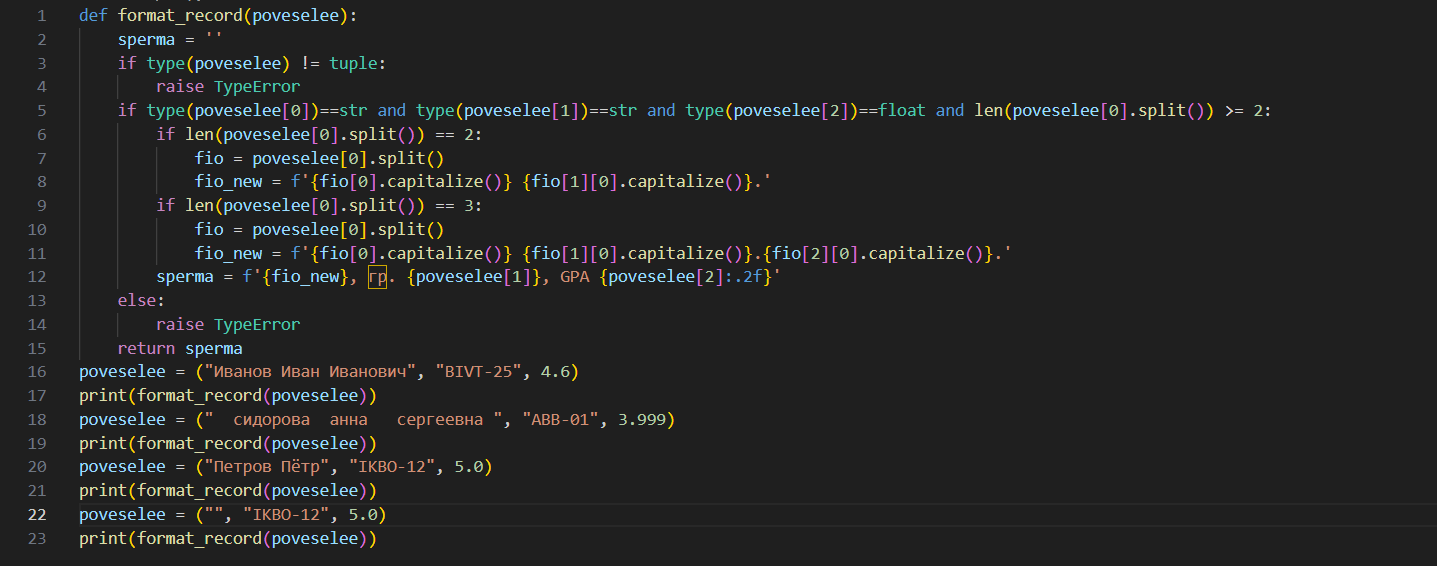 1 def format_record(poveselee):
2     sperma = ''
3     if type(poveselee) != tuple:
4         raise TypeError
5     if type(poveselee[0])==str and type(poveselee[1])==str and type(poveselee[2])==float and len(poveselee[0].split()) >= 2:
6         if len(poveselee[0].split()) == 2:
7             fio = poveselee[0].split()
8             fio_new = f'{fio[0].capitalize()} {fio[1][0].capitalize()}.'
9         if len(poveselee[0].split()) == 3:
10             fio = poveselee[0].split()
11             fio_new = f'{fio[0].capitalize()} {fio[1][0].capitalize()}.{fio[2][0].capitalize()}.'
12         sperma = f'{fio_new}, гр. {poveselee[1]}, GPA {poveselee[2]:.2f}'
13     else:
14         raise TypeError
15     return sperma
16 poveselee = ("Иванов Иван Иванович", "BIVT-25", 4.6)
17 print(format_record(poveselee))
18 poveselee = ("  сидорова  анна   сергеевна ", "ABB-01", 3.999)
19 print(format_record(poveselee))
20 poveselee = ("Петров Пётр", "IKBO-12", 5.0)
21 print(format_record(poveselee))
22 poveselee = ("", "IKBO-12", 5.0)
23 print(format_record(poveselee))